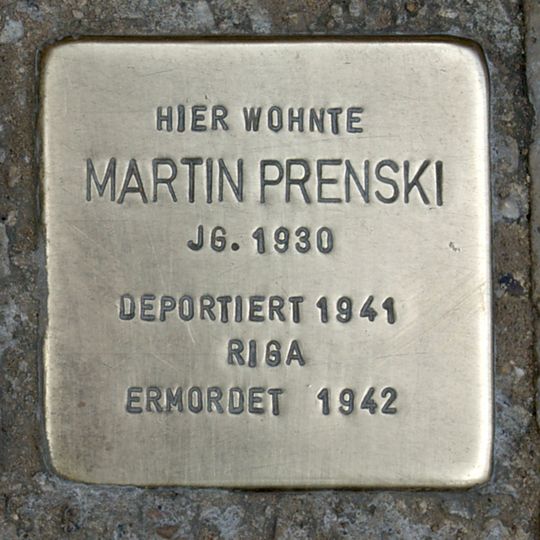 HIER WOHNTE
MARTIN PRENSKI
JG. 1930
DEPORTIERT 1941
RIGA
ERMORDET 1942